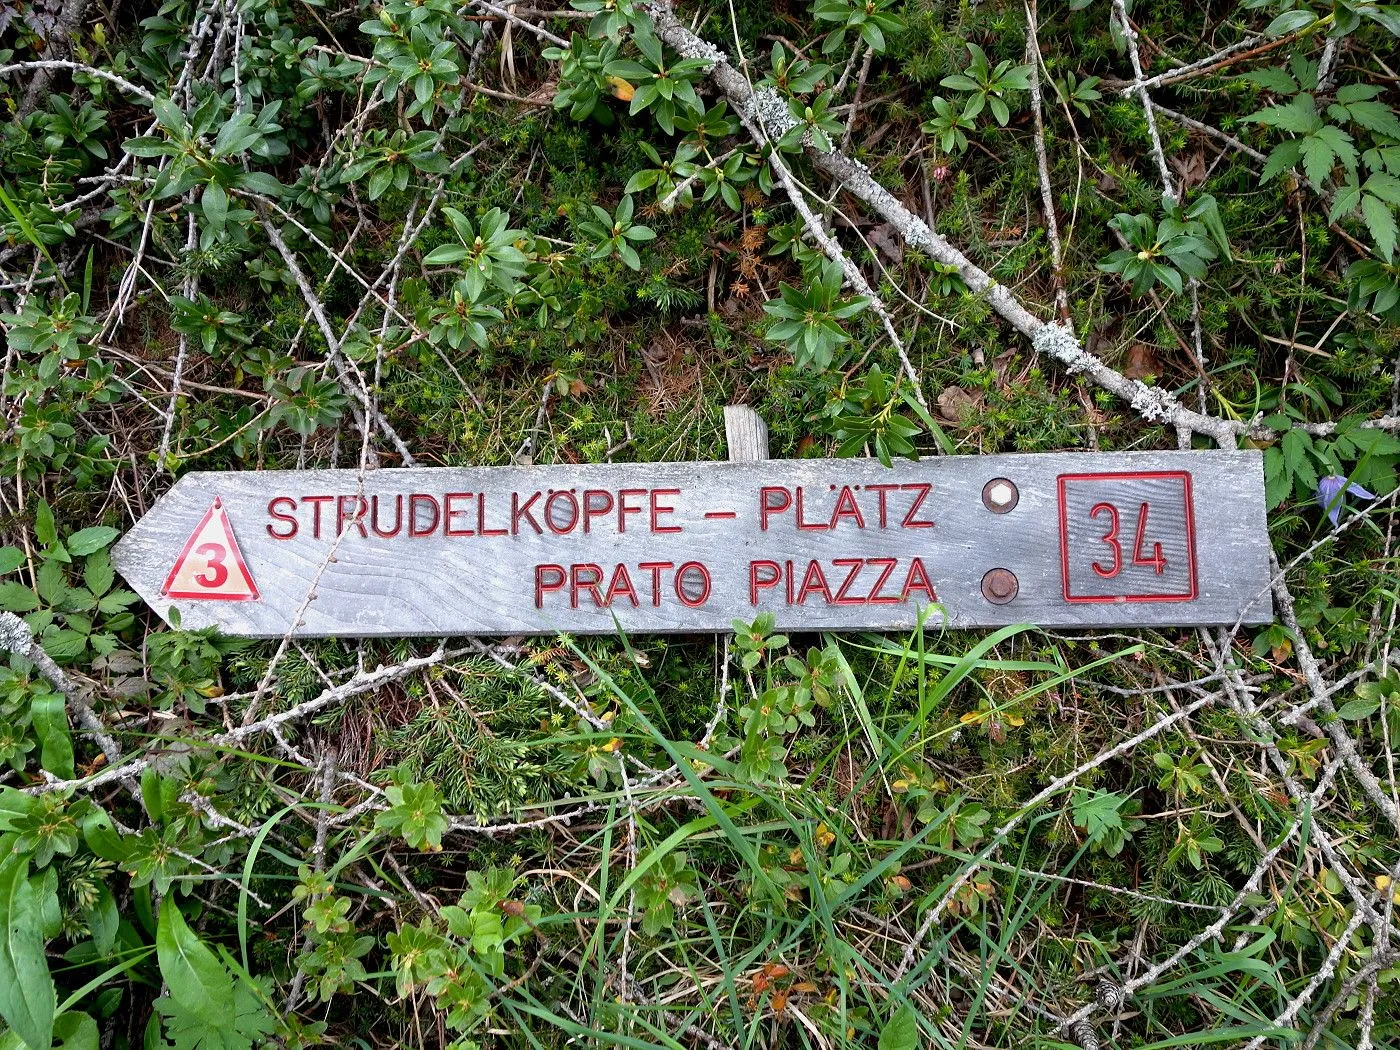 3
STRUDELKÖPFE – PLÄTZ
PRATO PIAZZA
34